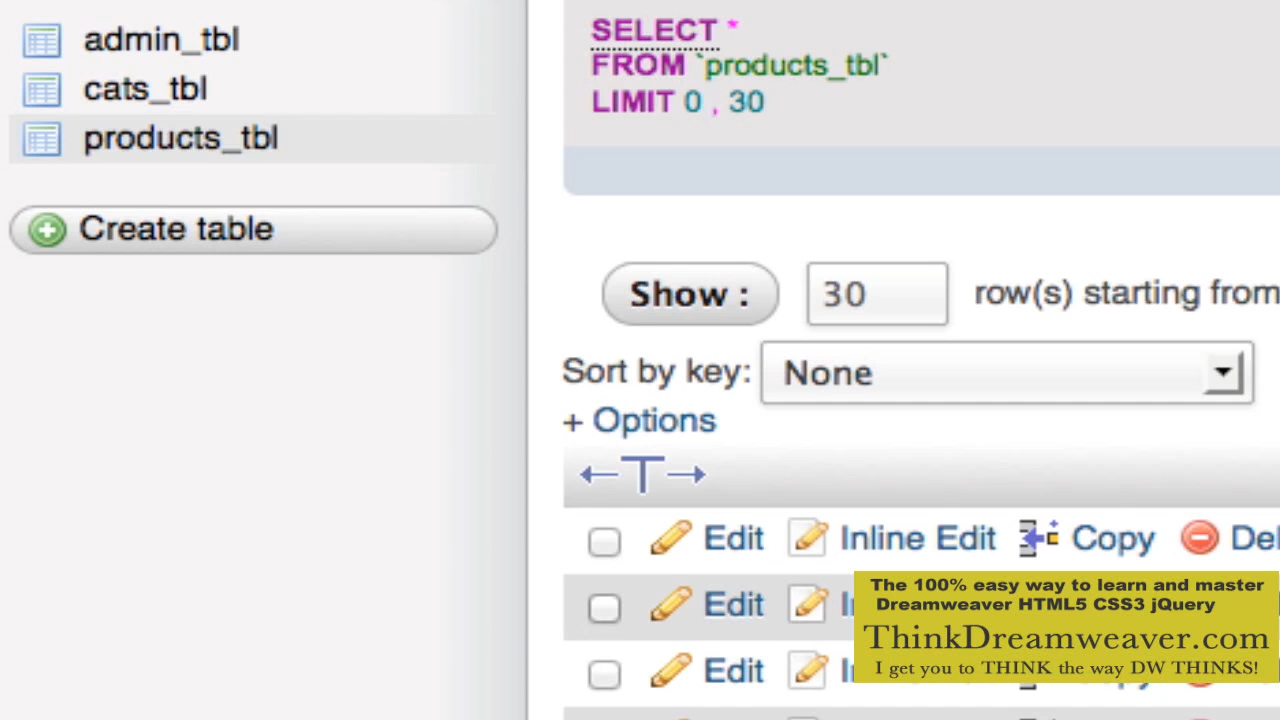 admin_tbl
cats_tbl
products_tbl
Create table
SELECT *
FROM `products_tbl`
LIMIT 0 , 30
Show :
30
row(s) starting from
Sort by key:
None
+ Options
←T→
Edit
Inline Edit
Copy
Edit
Edit
The 100% easy way to learn and master
Dreamweaver HTML5 CSS3 jQuery
ThinkDreamweaver.com
I get you to THINK the way DW THINKS!